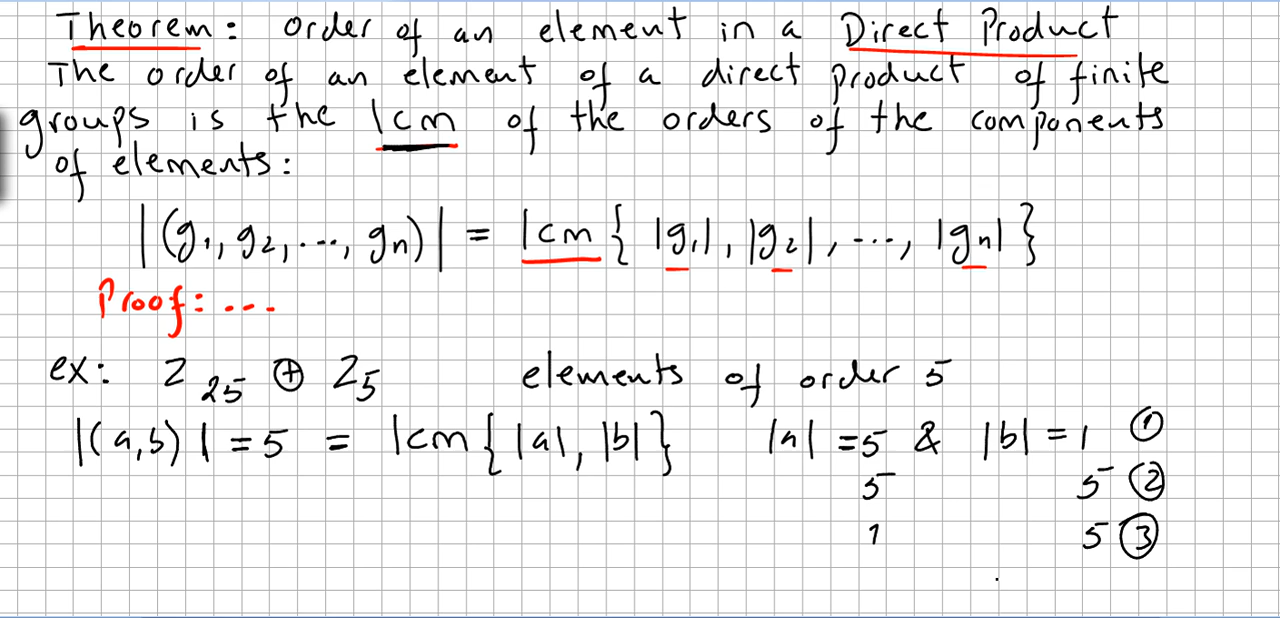 Theorem: order of an element in a Direct Product
The order of an element of a direct product of finite
groups is the lcm of the orders of the components
of elements:
|(g₁, g₂, ..., gₙ)| = lcm{ |g₁|, |g₂|, ..., |gₙ| }
Proof: ...
ex: Z₂₅ ⊕ Z₅ elements of order 5
|(a,b)| = 5 = lcm{ |a|, |b| } |a| = 5 & |b| = 1 ①
5 5 ②
1 5 ③